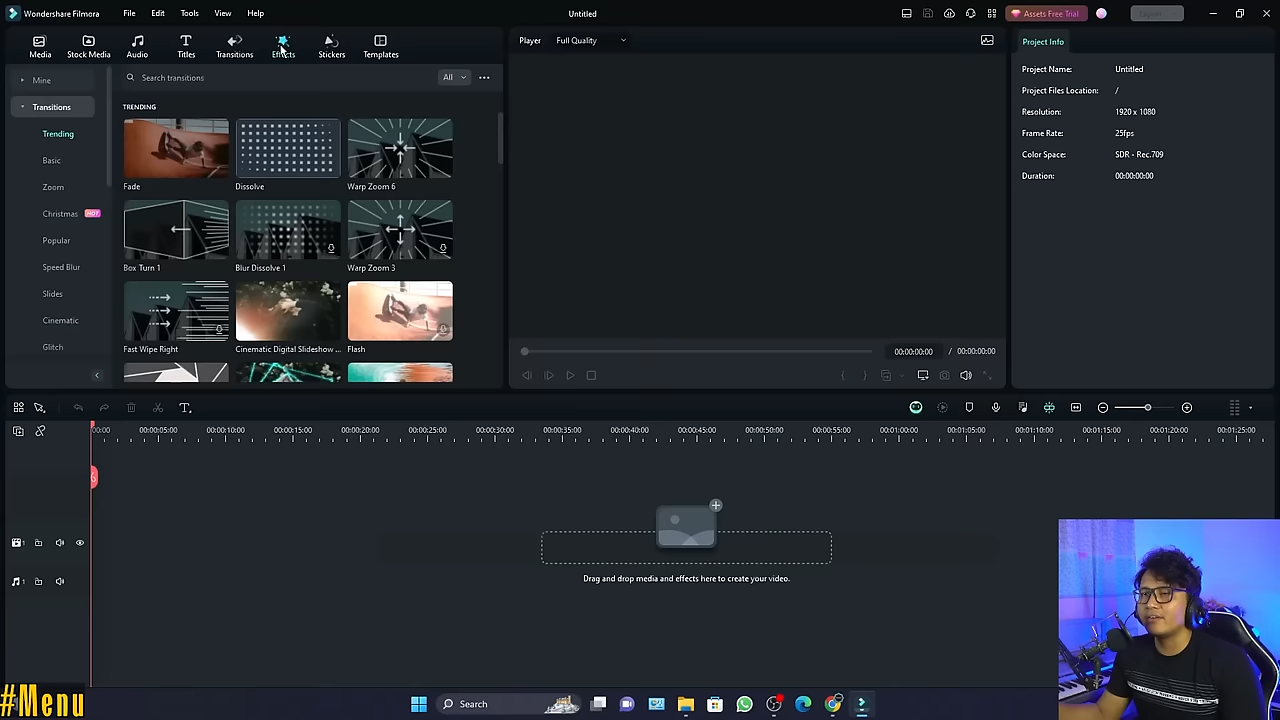 Wondershare Filmora
File Edit Tools View Help
Untitled
Assets Free Trial
Media Stock Media Audio Titles Transitions Effects Stickers Templates
Player Full Quality
Project Info
Mine
Transitions
Trending
Basic
Zoom
Christmas HOT
Popular
Speed Blur
Slides
Cinematic
Glitch
Search transitions
All
TRENDING
Fade Dissolve Warp Zoom 6
Box Turn 1 Blur Dissolve 1 Warp Zoom 3
Fast Wipe Right Cinematic Digital Slideshow ... Flash
00:00:00:00 / 00:00:00:00
Project Name: Untitled
Project Files Location: /
Resolution: 1920 x 1080
Frame Rate: 25fps
Color Space: SDR - Rec.709
Duration: 00:00:00:00
00:00 00:00:05:00 00:00:10:00 00:00:15:00 00:00:20:00 00:00:25:00 00:00:30:00 00:00:35:00 00:00:40:00 00:00:45:00 00:00:50:00 00:00:55:00 00:01:00:00 00:01:05:00 00:01:10:00 00:01:15:00 00:01:20:00 00:01:25:00
Drag and drop media and effects here to create your video.
1
1
#Menu
Search